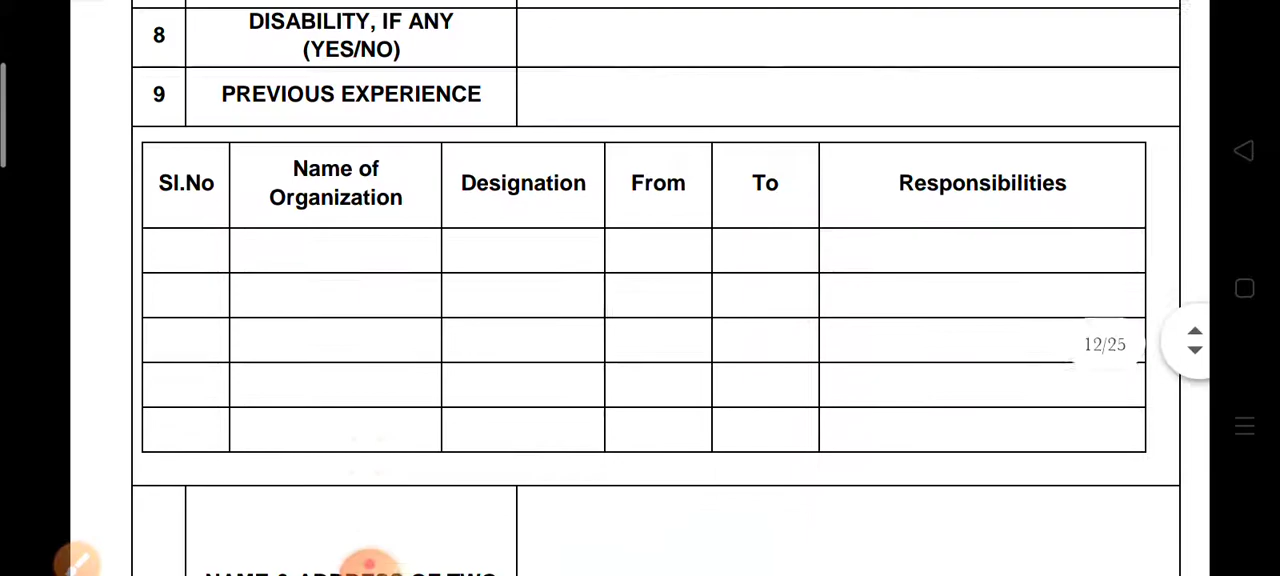 8
DISABILITY, IF ANY
(YES/NO)
9
PREVIOUS EXPERIENCE
Sl.No
Name of
Organization
Designation
From
To
Responsibilities
12/25
NAME & ADDRESS OF TWO